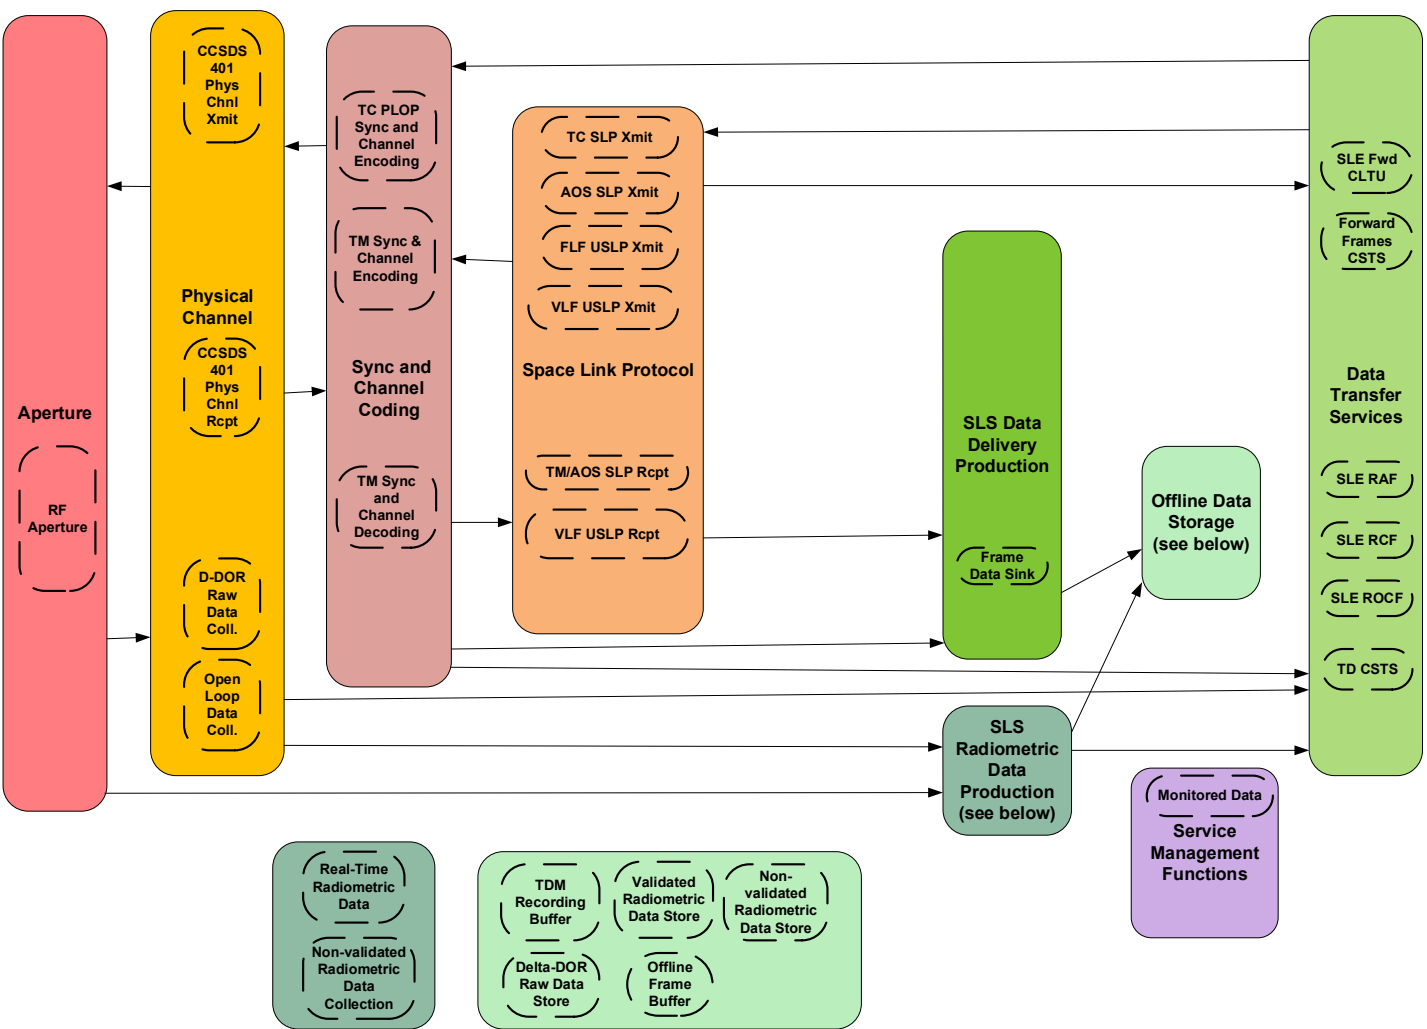 Aperture
RF
Aperture
CCSDS
401
Phys
Chnl
Xmit
Physical
Channel
CCSDS
401
Phys
Chnl
Rcpt
D-DOR
Raw
Data
Coll.
Open
Loop
Data
Coll.
TC PLOP
Sync and
Channel
Encoding
TM Sync &
Channel
Encoding
Sync and
Channel
Coding
TM Sync
and
Channel
Decoding
TC SLP Xmit
AOS SLP Xmit
FLF USLP Xmit
VLF USLP Xmit
Space Link Protocol
TM/AOS SLP Rcpt
VLF USLP Rcpt
SLS Data
Delivery
Production
Frame
Data Sink
Offline Data
Storage
(see below)
SLE Fwd
CLTU
Forward
Frames
CSTS
Data
Transfer
Services
SLE RAF
SLE RCF
SLE ROCF
TD CSTS
SLS
Radiometric
Data
Production
(see below)
Monitored Data
Service
Management
Functions
Real-Time
Radiometric
Data
Non-validated
Radiometric
Data
Collection
TDM
Recording
Buffer
Validated
Radiometric
Data Store
Non-
validated
Radiometric
Data Store
Delta-DOR
Raw Data
Store
Offline
Frame
Buffer